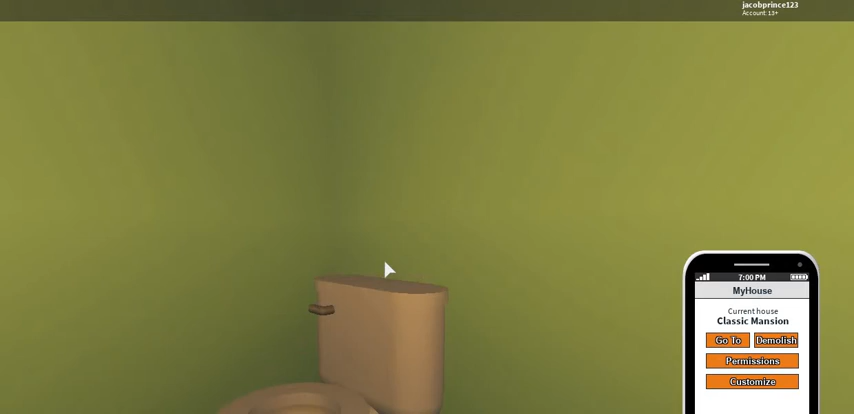 jacobprince123
Account: 13+
7:00 PM
MyHouse
Current house
Classic Mansion
Go To Demolish
Permissions
Customize